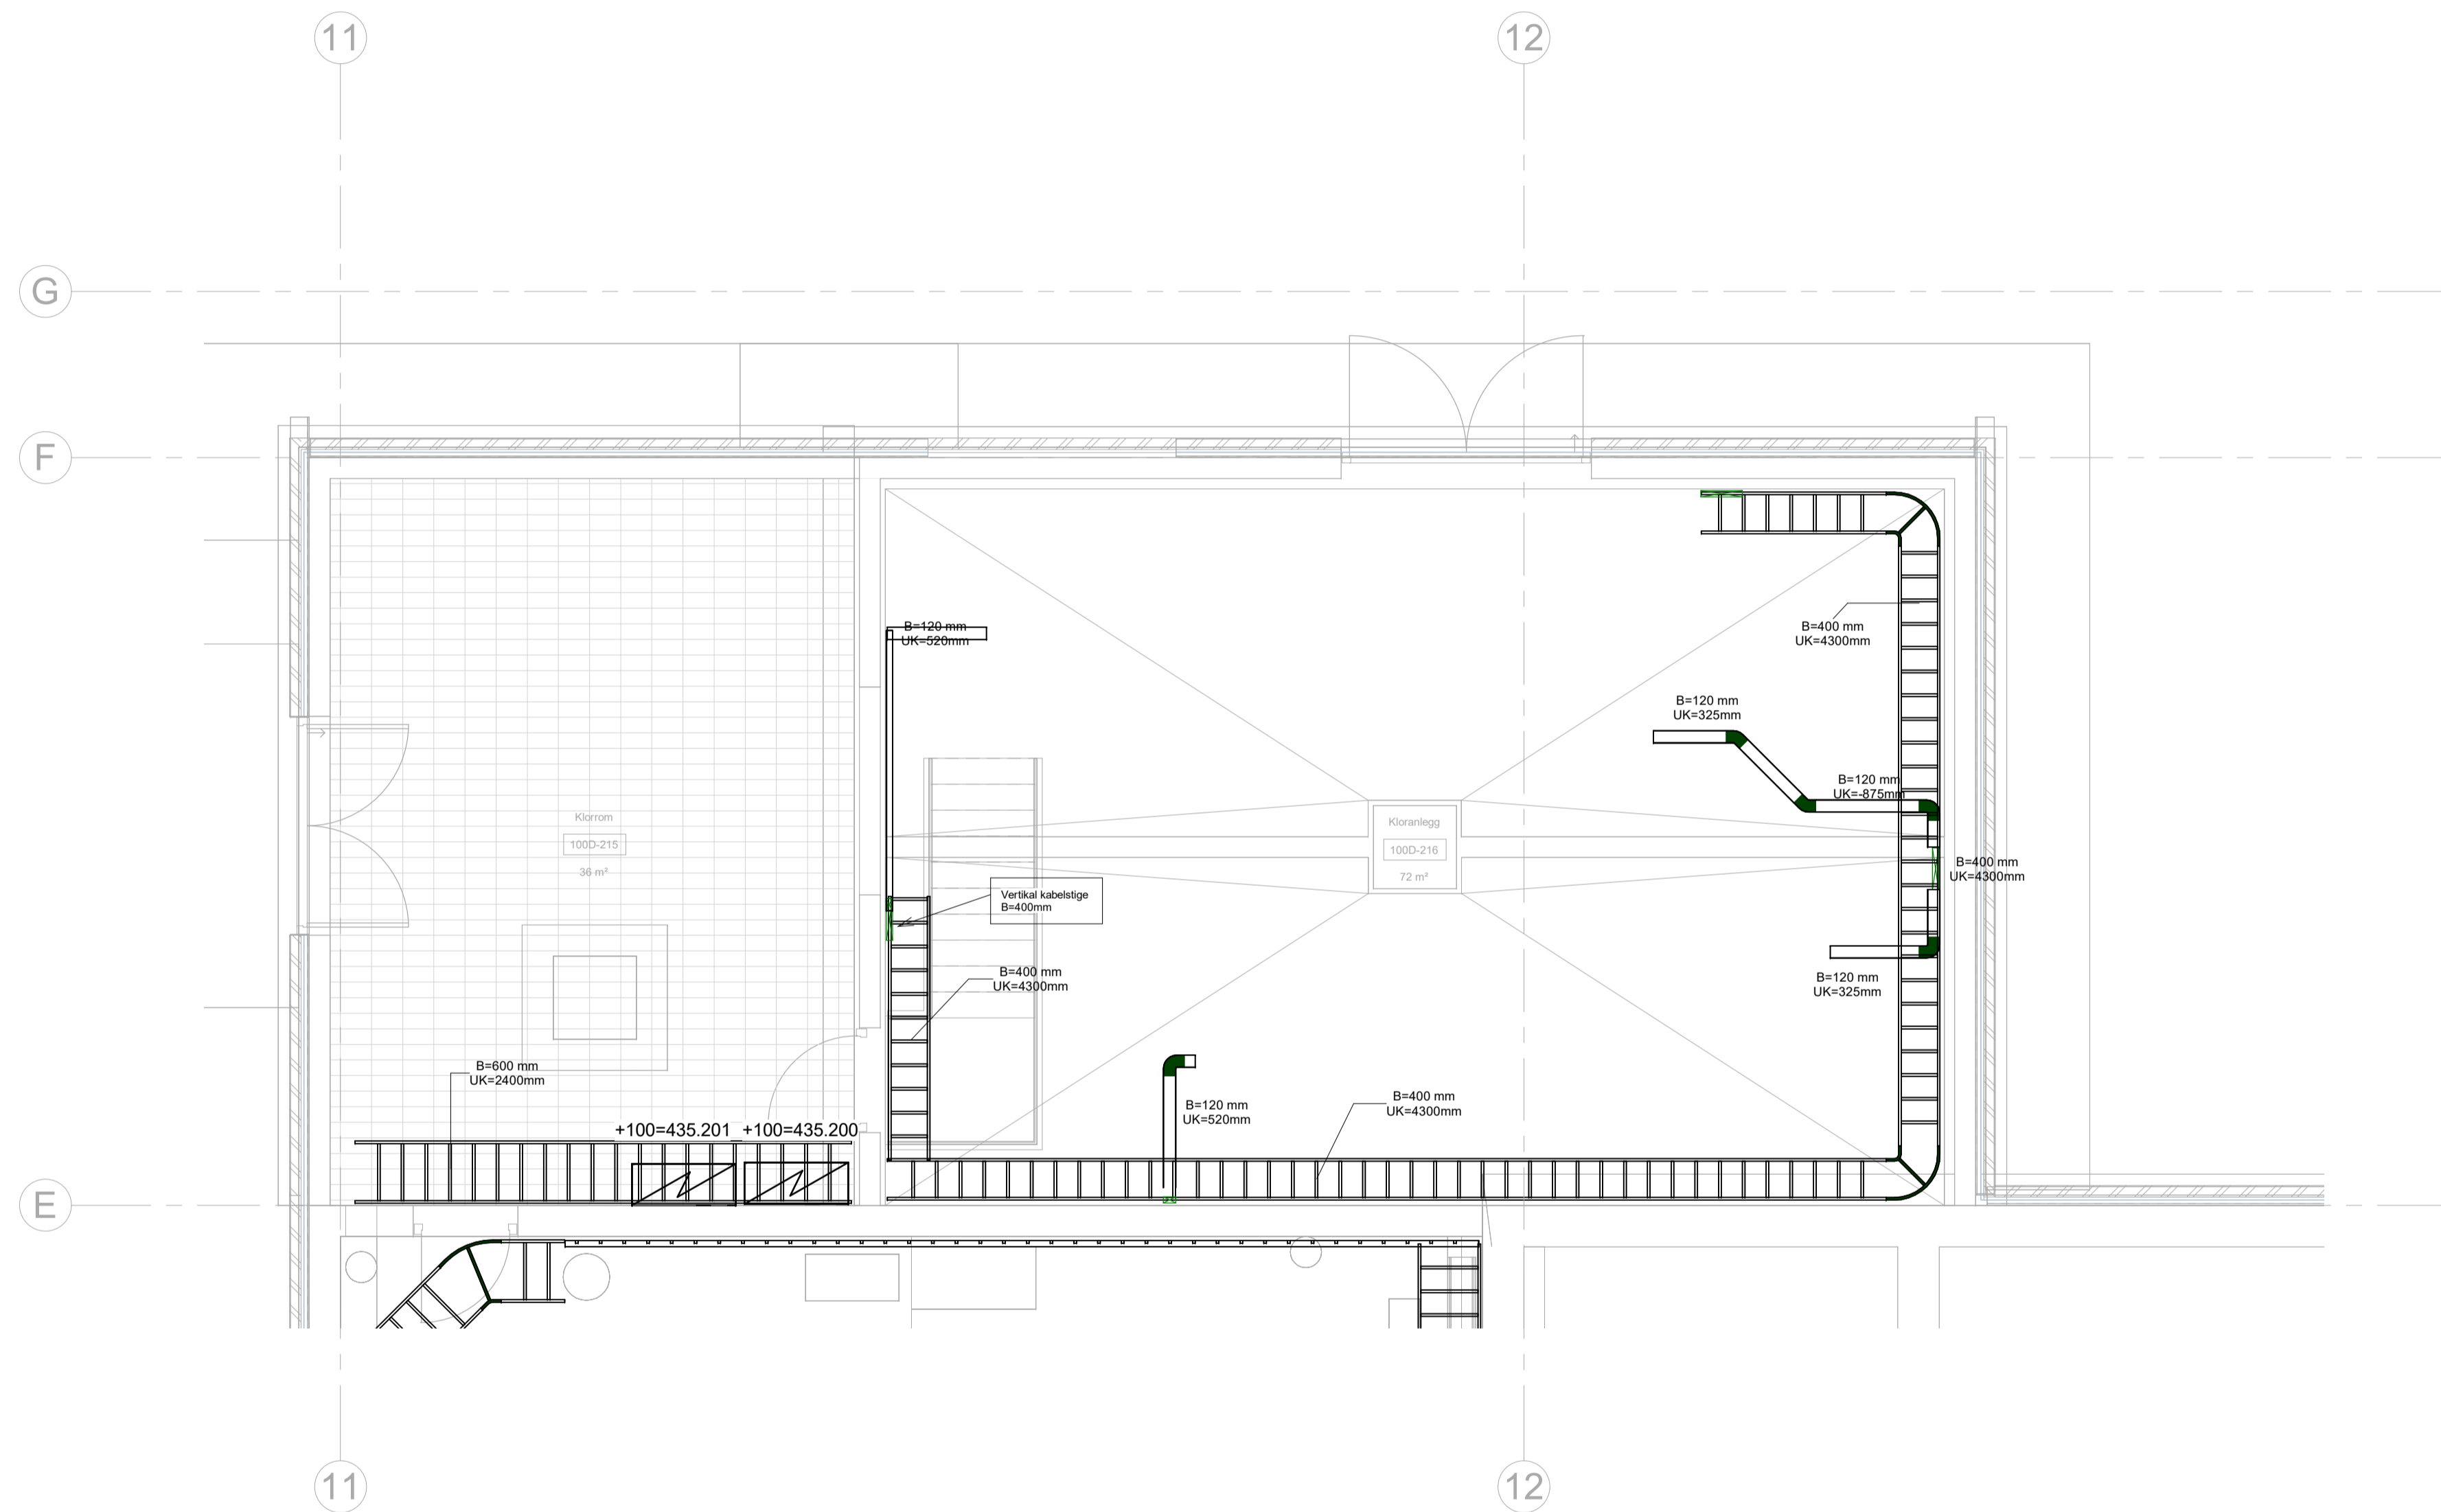 11
12
G
F
B=120 mm
UK=520mm
B=400 mm
UK=4300mm
B=120 mm
UK=325mm
B=120 mm
UK=-875mm
Klorrom
100D-215
36 m²
Kloranlegg
100D-216
72 m²
B=400 mm
UK=4300mm
Vertikal kabelstige
B=400mm
B=400 mm
UK=4300mm
B=120 mm
UK=325mm
B=600 mm
UK=2400mm
B=120 mm
UK=520mm
B=400 mm
UK=4300mm
+100=435.201 +100=435.200
E
11
12